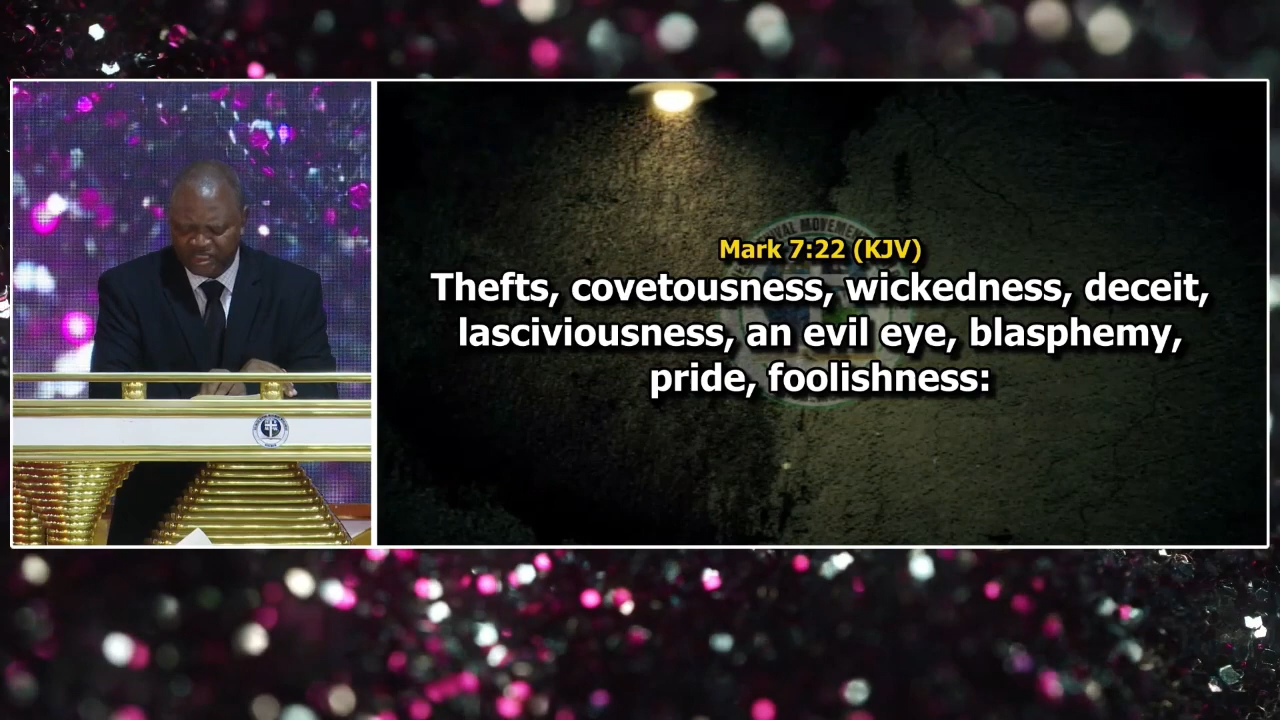 Mark 7:22 (KJV)
Thefts, covetousness, wickedness, deceit,
lasciviousness, an evil eye, blasphemy,
pride, foolishness: